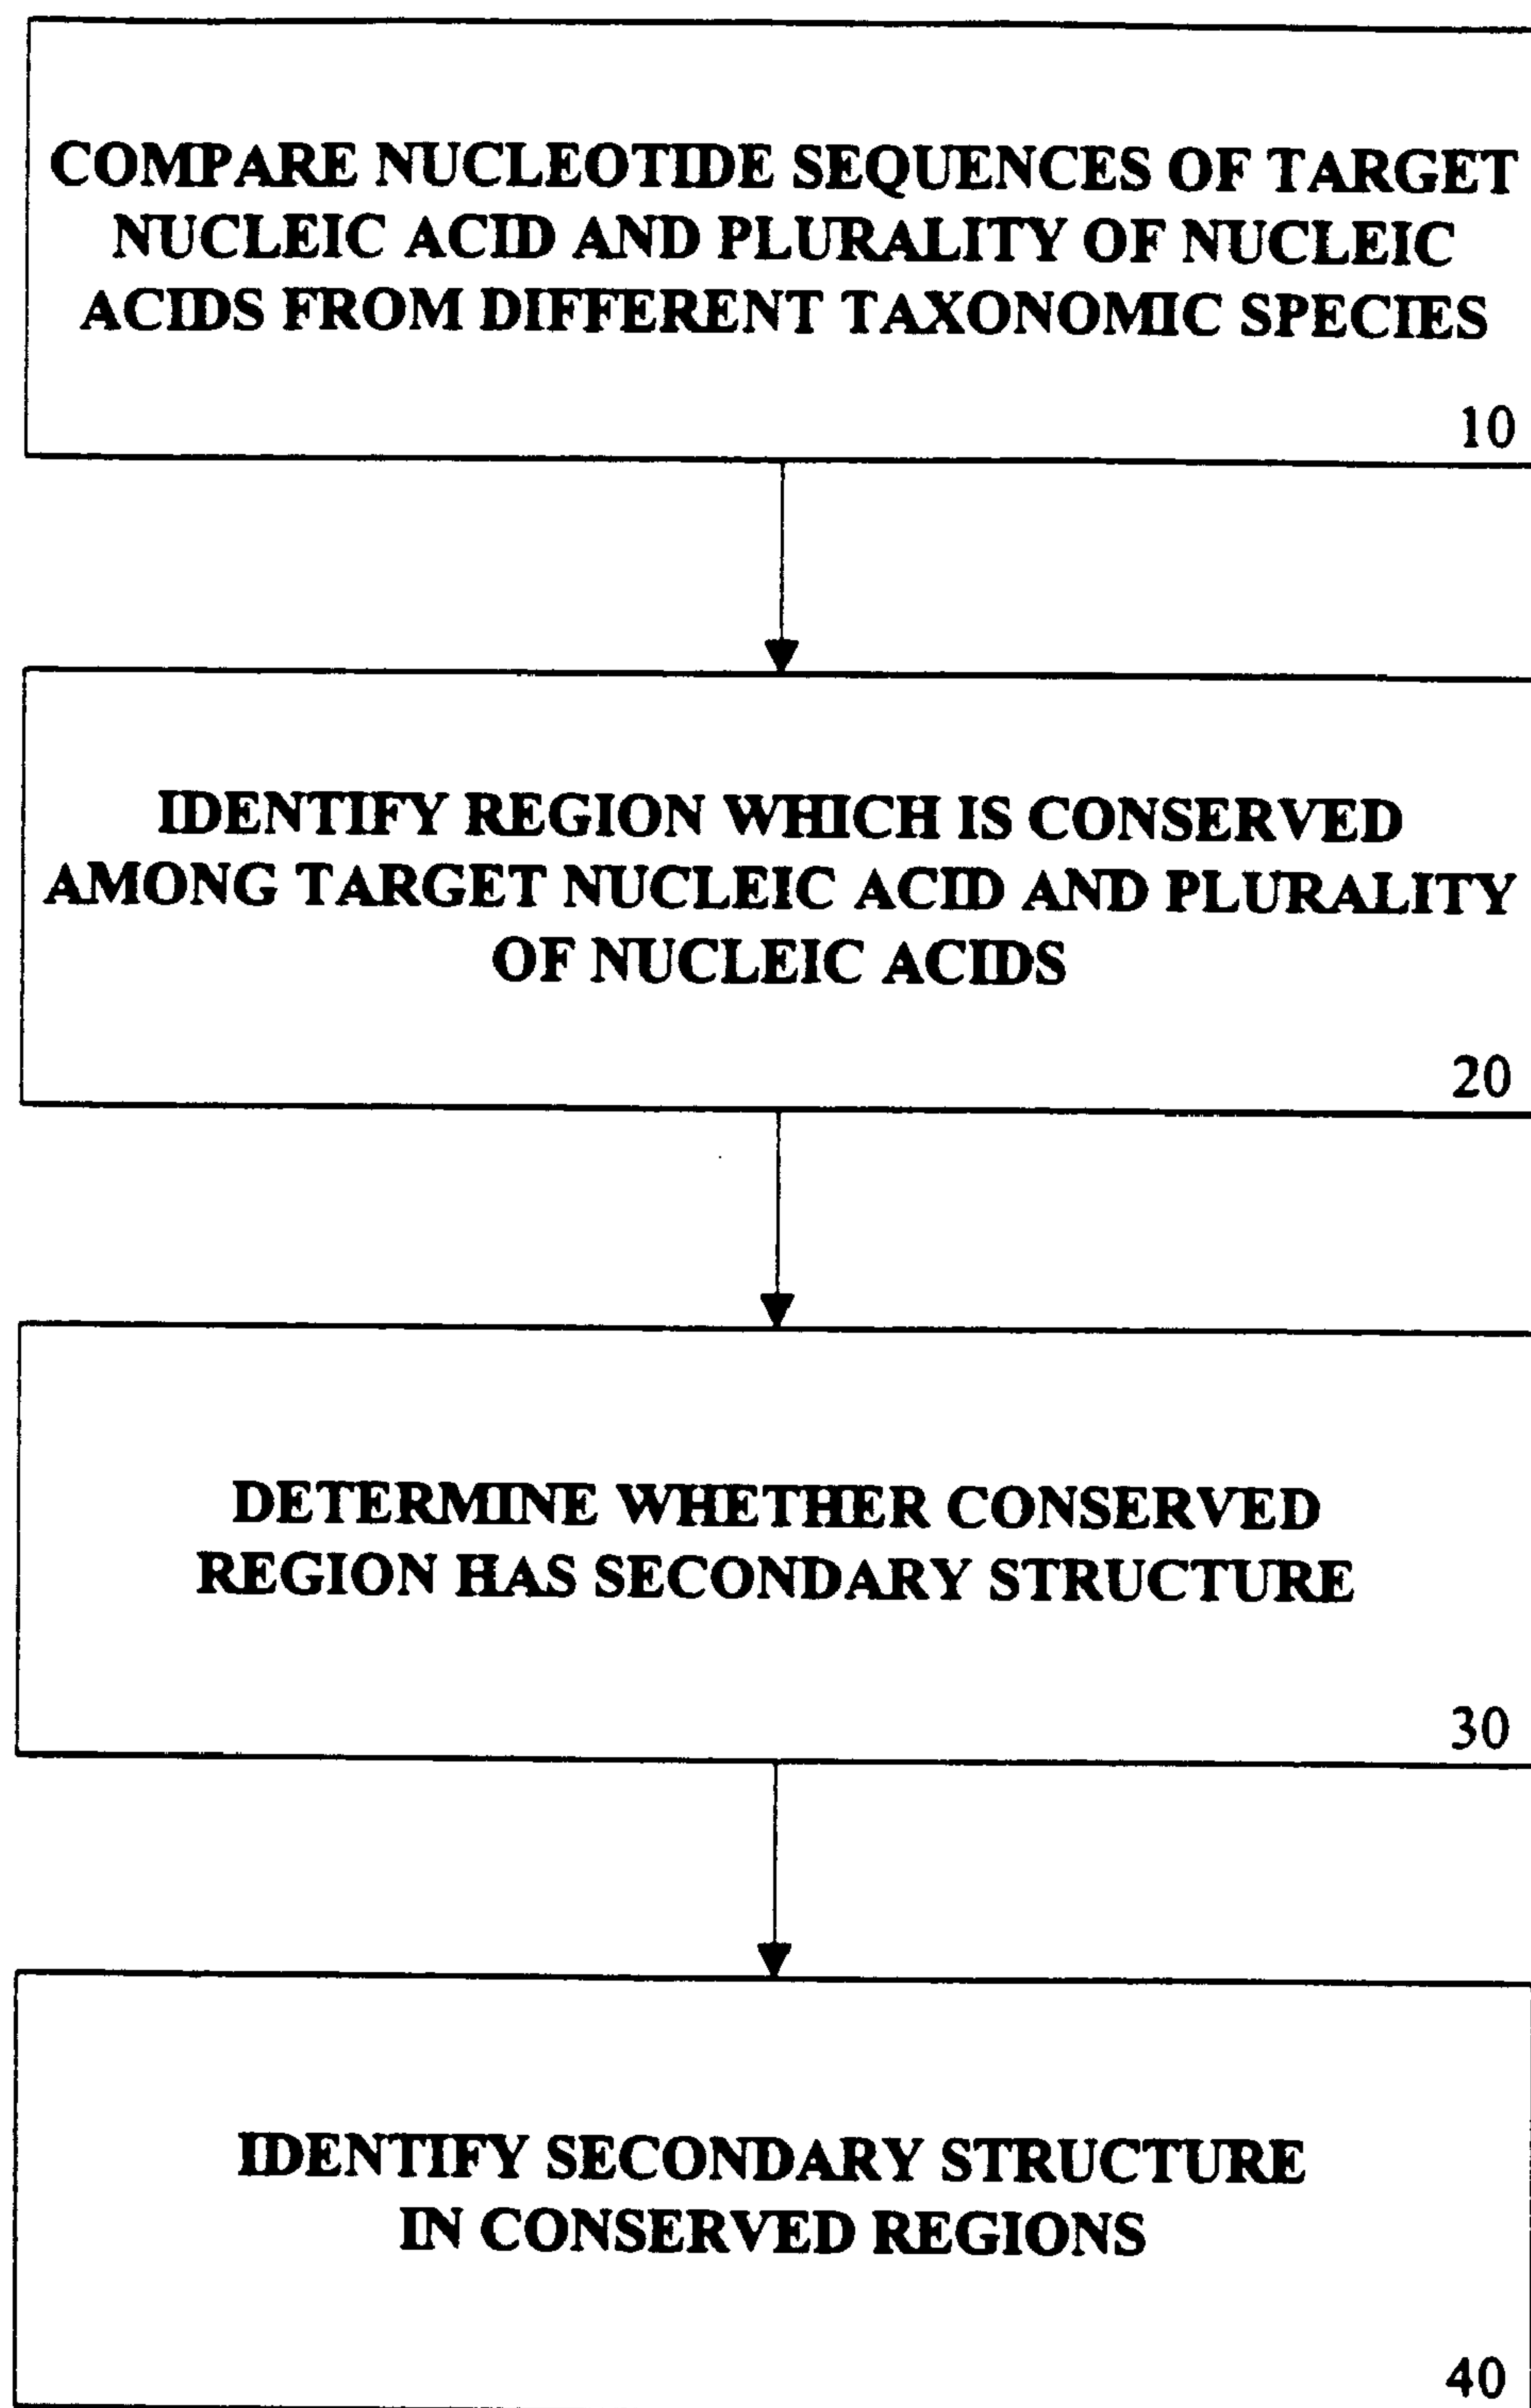 COMPARE NUCLEOTIDE SEQUENCES OF TARGET
NUCLEIC ACID AND PLURALITY OF NUCLEIC
ACIDS FROM DIFFERENT TAXONOMIC SPECIES
10
IDENTIFY REGION WHICH IS CONSERVED
AMONG TARGET NUCLEIC ACID AND PLURALITY
OF NUCLEIC ACIDS
20
DETERMINE WHETHER CONSERVED
REGION HAS SECONDARY STRUCTURE
30
IDENTIFY SECONDARY STRUCTURE
IN CONSERVED REGIONS
40